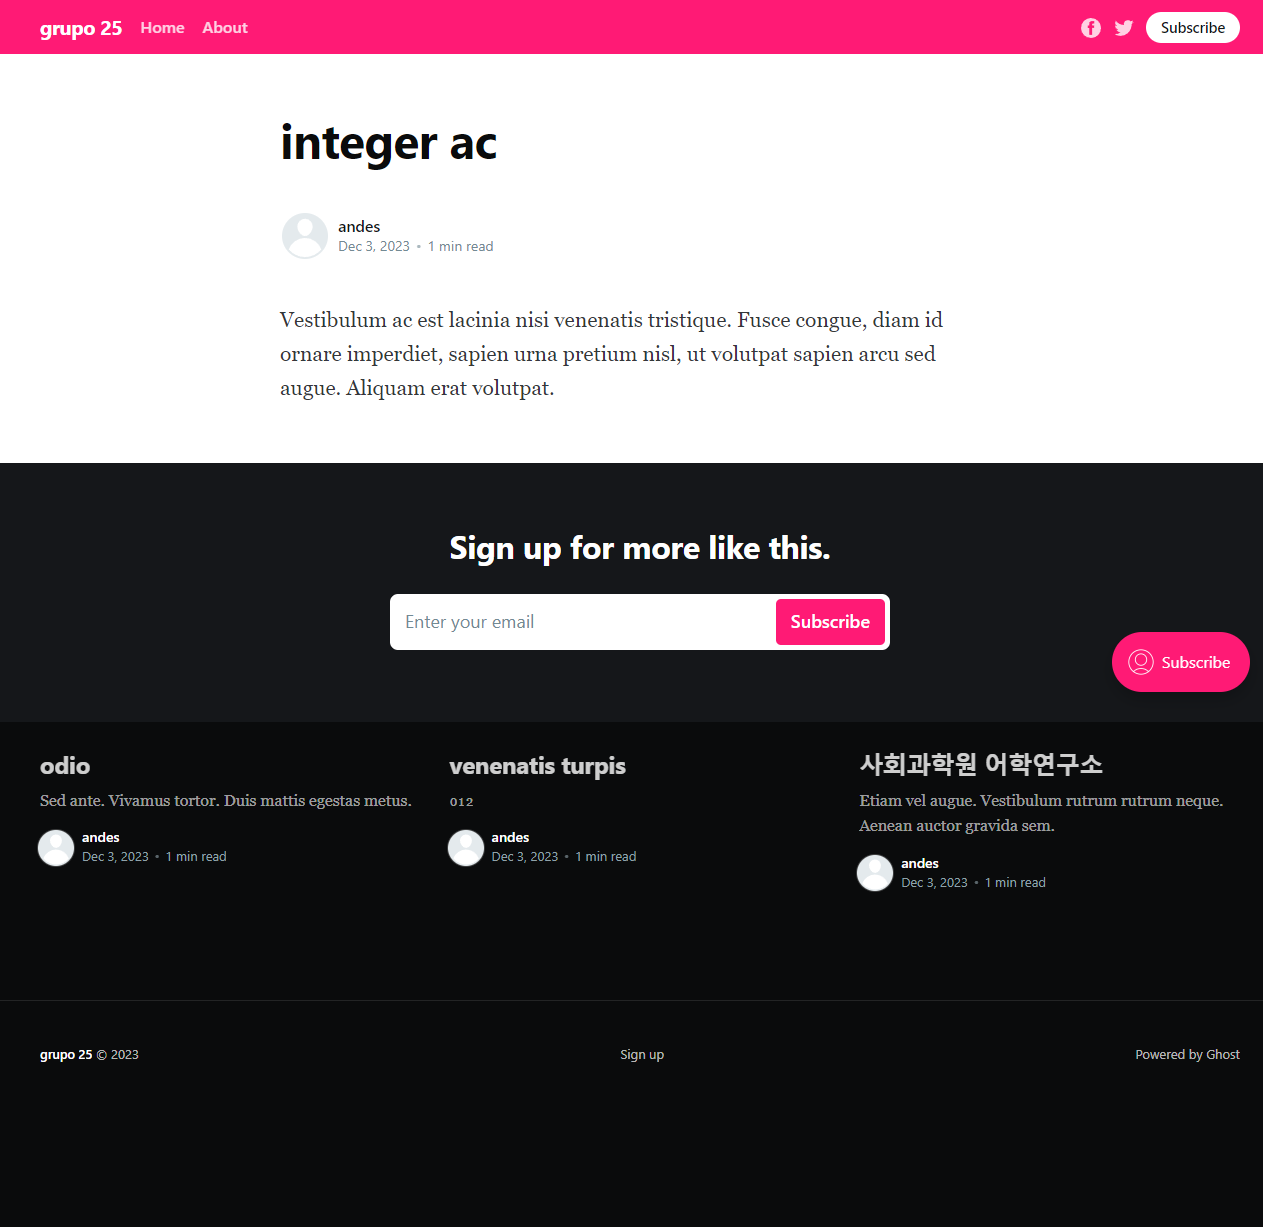 grupo 25 Home About Subscribe
integer ac
andes
Dec 3, 2023 • 1 min read
Vestibulum ac est lacinia nisi venenatis tristique. Fusce congue, diam id
ornare imperdiet, sapien urna pretium nisl, ut volutpat sapien arcu sed
augue. Aliquam erat volutpat.
Sign up for more like this.
Enter your email Subscribe
Subscribe
odio
Sed ante. Vivamus tortor. Duis mattis egestas metus.
andes
Dec 3, 2023 • 1 min read
venenatis turpis
012
andes
Dec 3, 2023 • 1 min read
사회과학원 어학연구소
Etiam vel augue. Vestibulum rutrum rutrum neque.
Aenean auctor gravida sem.
andes
Dec 3, 2023 • 1 min read
grupo 25 © 2023
Sign up
Powered by Ghost